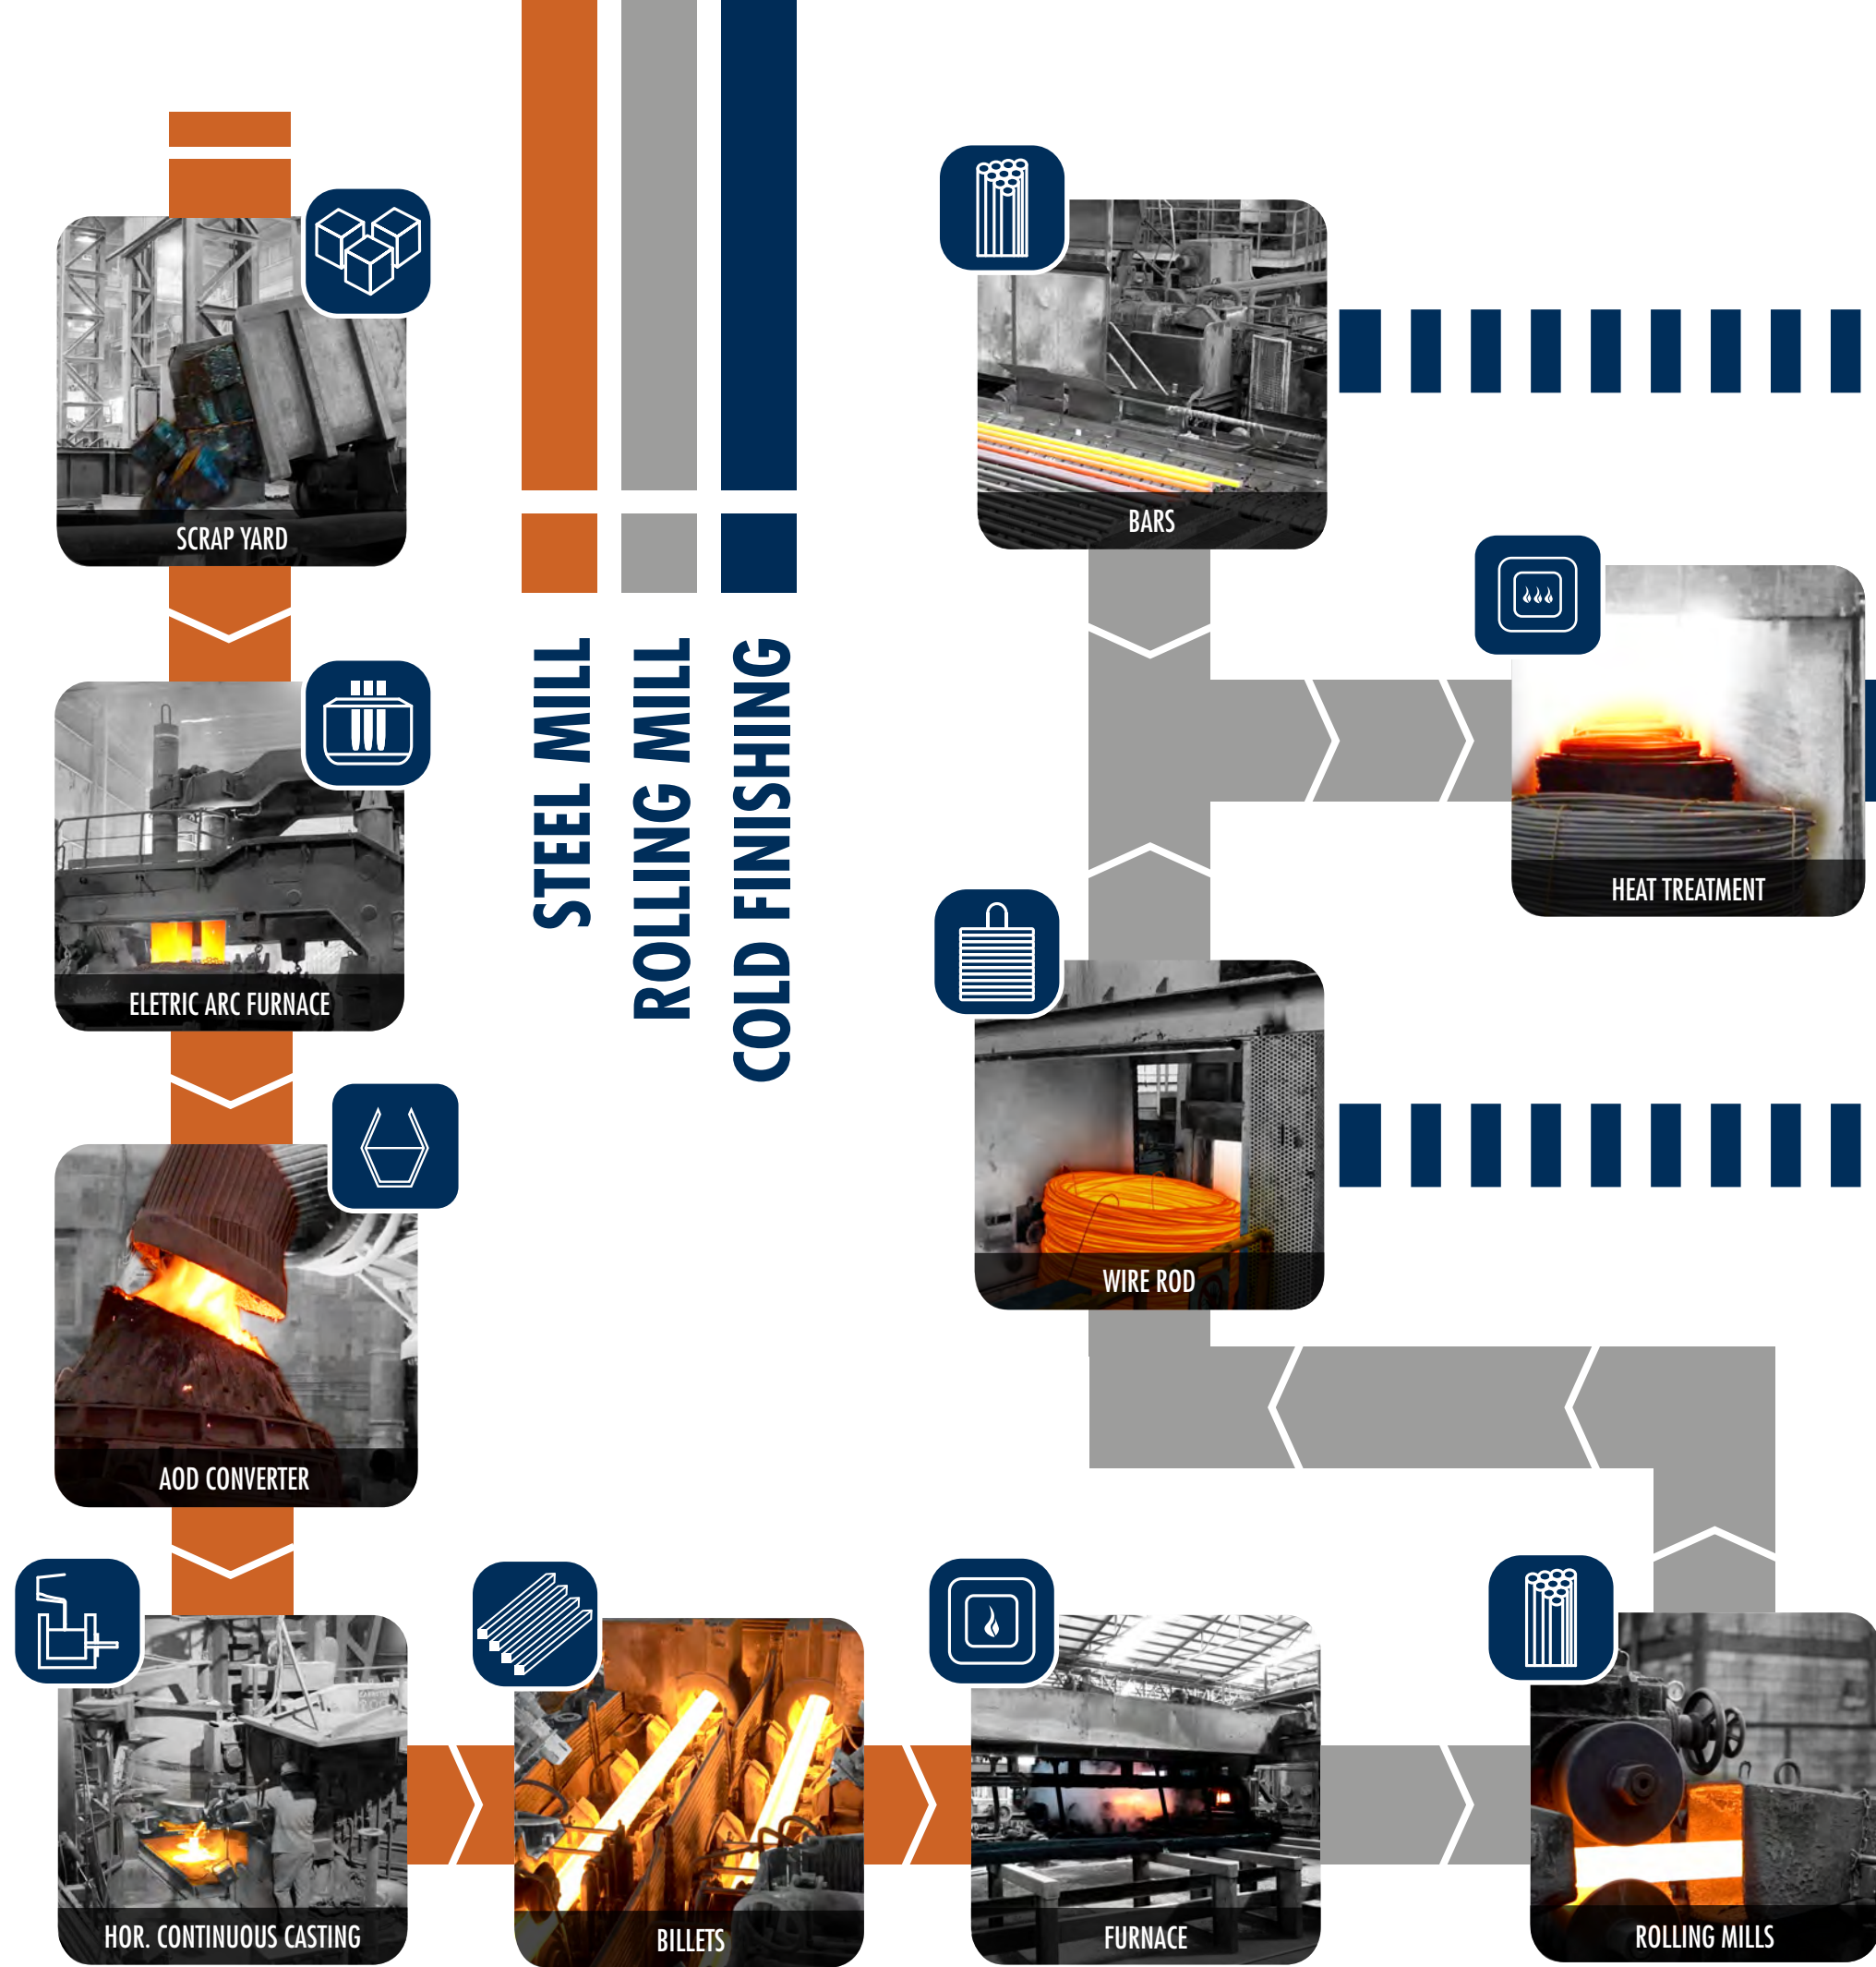 SCRAP YARD
ELETRIC ARC FURNACE
AOD CONVERTER
HOR. CONTINUOUS CASTING
BILLETS
FURNACE
ROLLING MILLS
STEEL MILL
ROLLING MILL
COLD FINISHING
BARS
HEAT TREATMENT
WIRE ROD